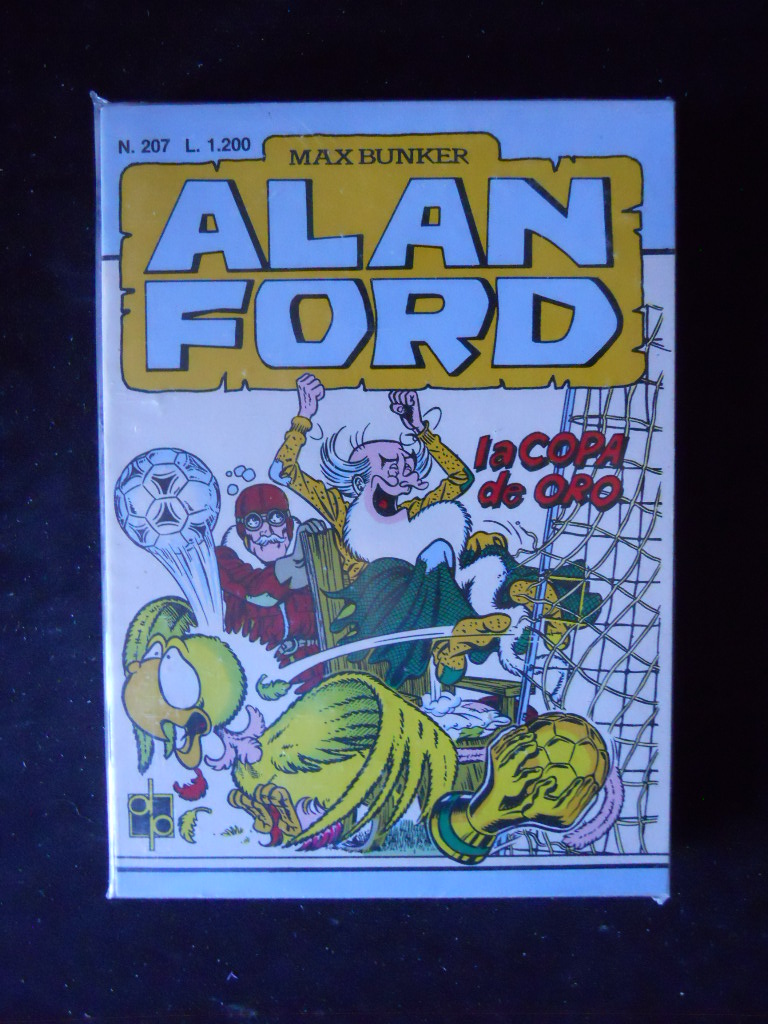 N. 207 L. 1.200
MAX BUNKER
ALAN
FORD
la COPA
de ORO